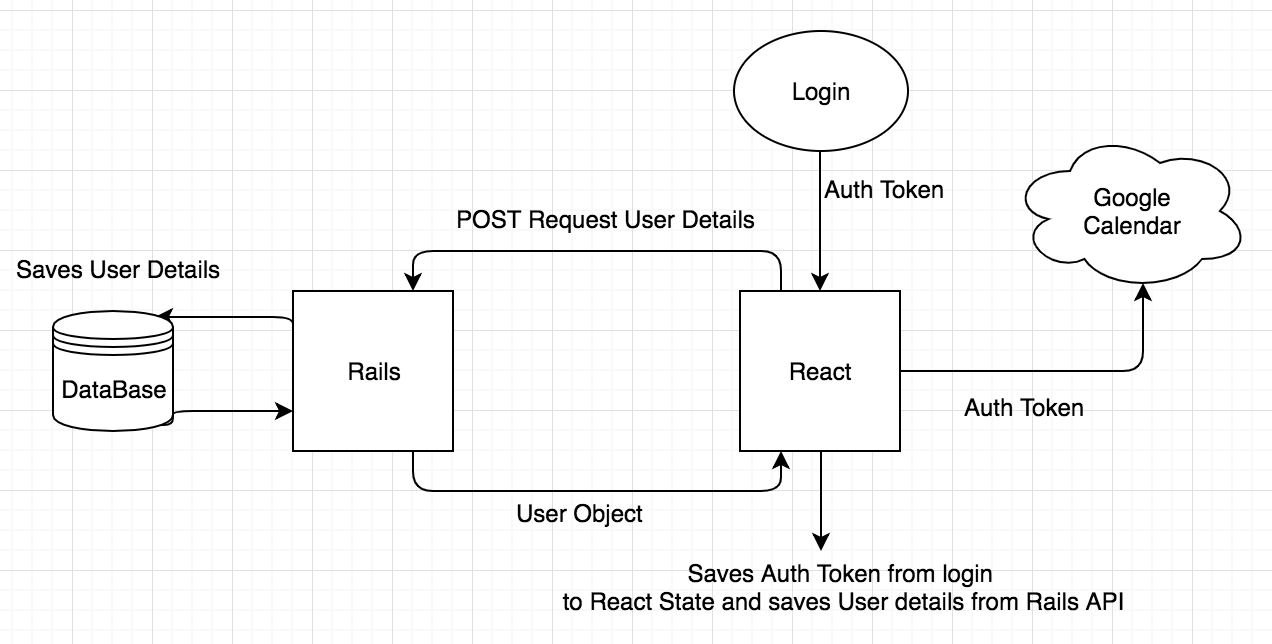 Login
Auth Token
Google
Calendar
POST Request User Details
Saves User Details
DataBase
Rails
React
Auth Token
User Object
Saves Auth Token from login
to React State and saves User details from Rails API